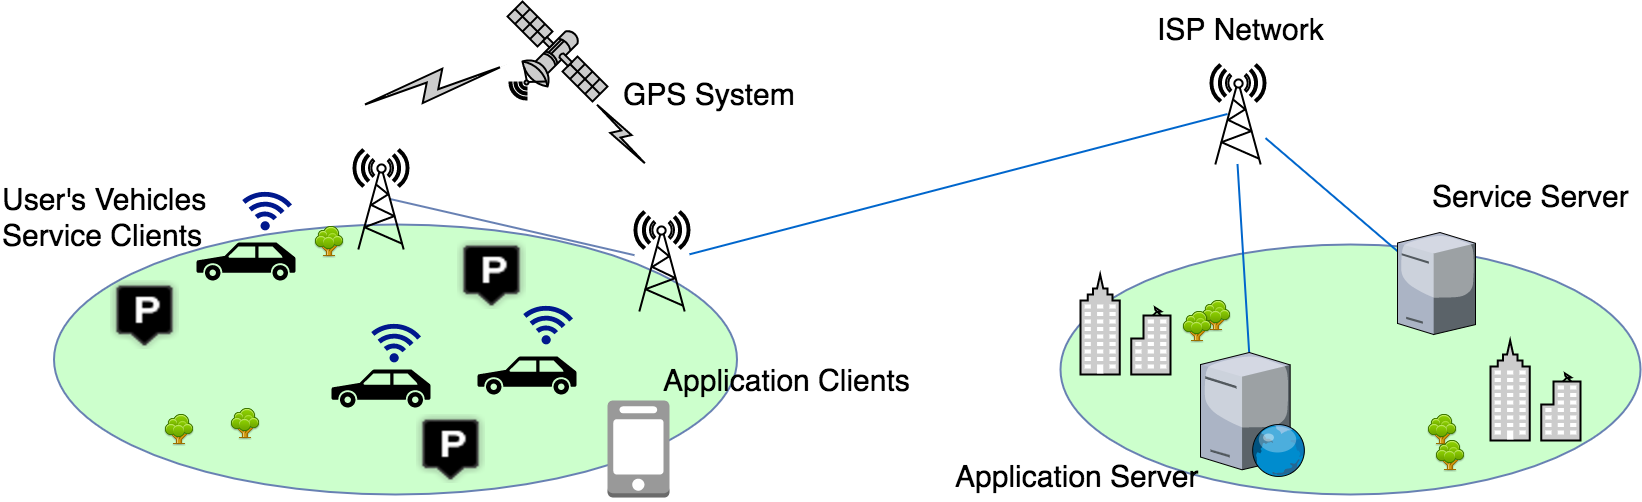 ISP Network
GPS System
User's Vehicles
Service Clients
Service Server
P
P
P
Application Clients
Application Server